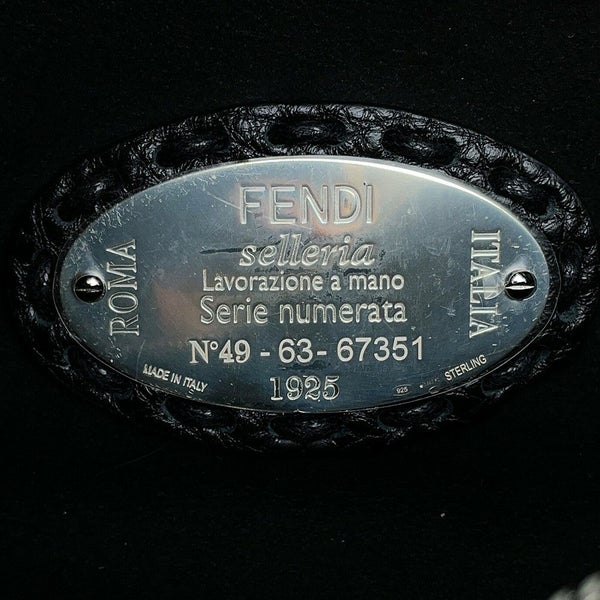 FENDI
selleria
Lavorazione a mano
Serie numerata
N°49 - 63- 67351
1925
ROMA
ITALIA
MADE IN ITALY
925
STERLING